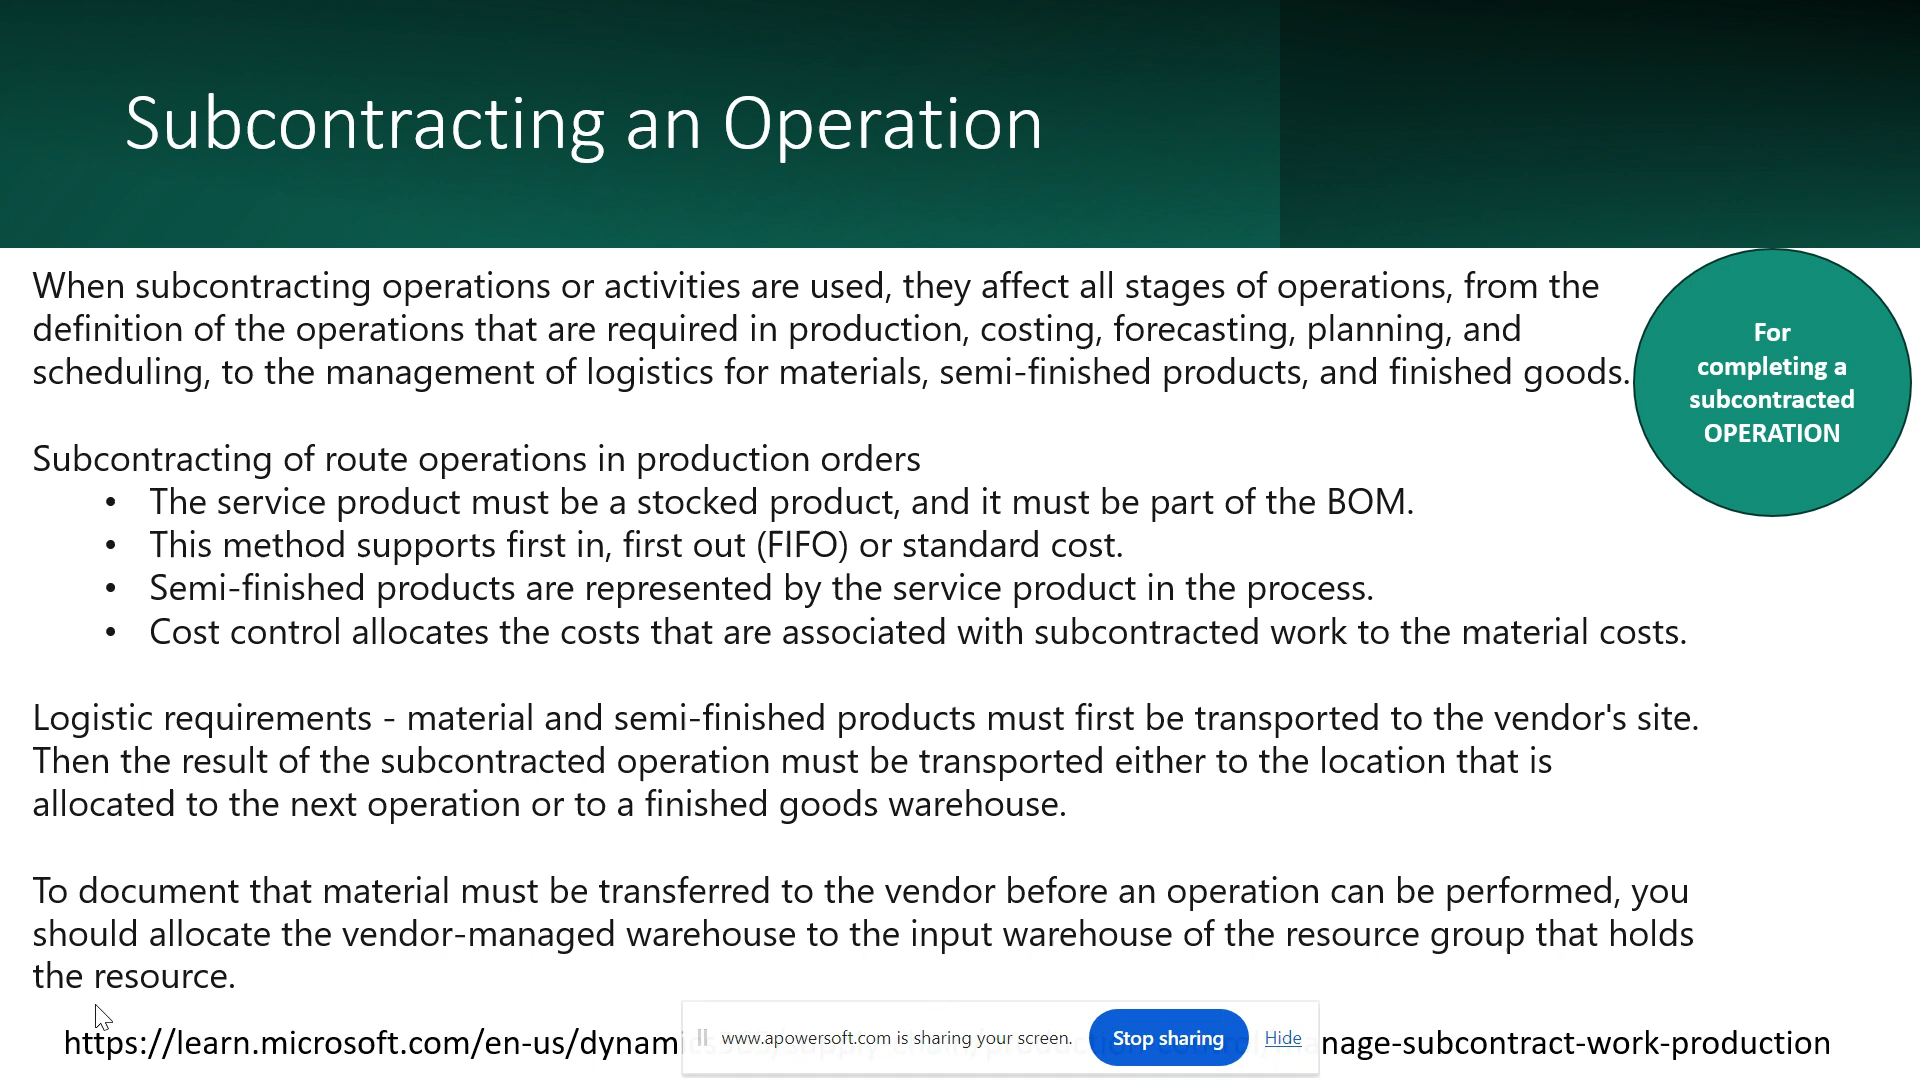 Subcontracting an Operation
When subcontracting operations or activities are used, they affect all stages of operations, from the
definition of the operations that are required in production, costing, forecasting, planning, and
scheduling, to the management of logistics for materials, semi-finished products, and finished goods.
For
completing a
subcontracted
OPERATION
Subcontracting of route operations in production orders
• The service product must be a stocked product, and it must be part of the BOM.
• This method supports first in, first out (FIFO) or standard cost.
• Semi-finished products are represented by the service product in the process.
• Cost control allocates the costs that are associated with subcontracted work to the material costs.
Logistic requirements - material and semi-finished products must first be transported to the vendor's site.
Then the result of the subcontracted operation must be transported either to the location that is
allocated to the next operation or to a finished goods warehouse.
To document that material must be transferred to the vendor before an operation can be performed, you
should allocate the vendor-managed warehouse to the input warehouse of the resource group that holds
the resource.
https://learn.microsoft.com/en-us/dynami nage-subcontract-work-production
www.apowersoft.com is sharing your screen. Stop sharing Hide